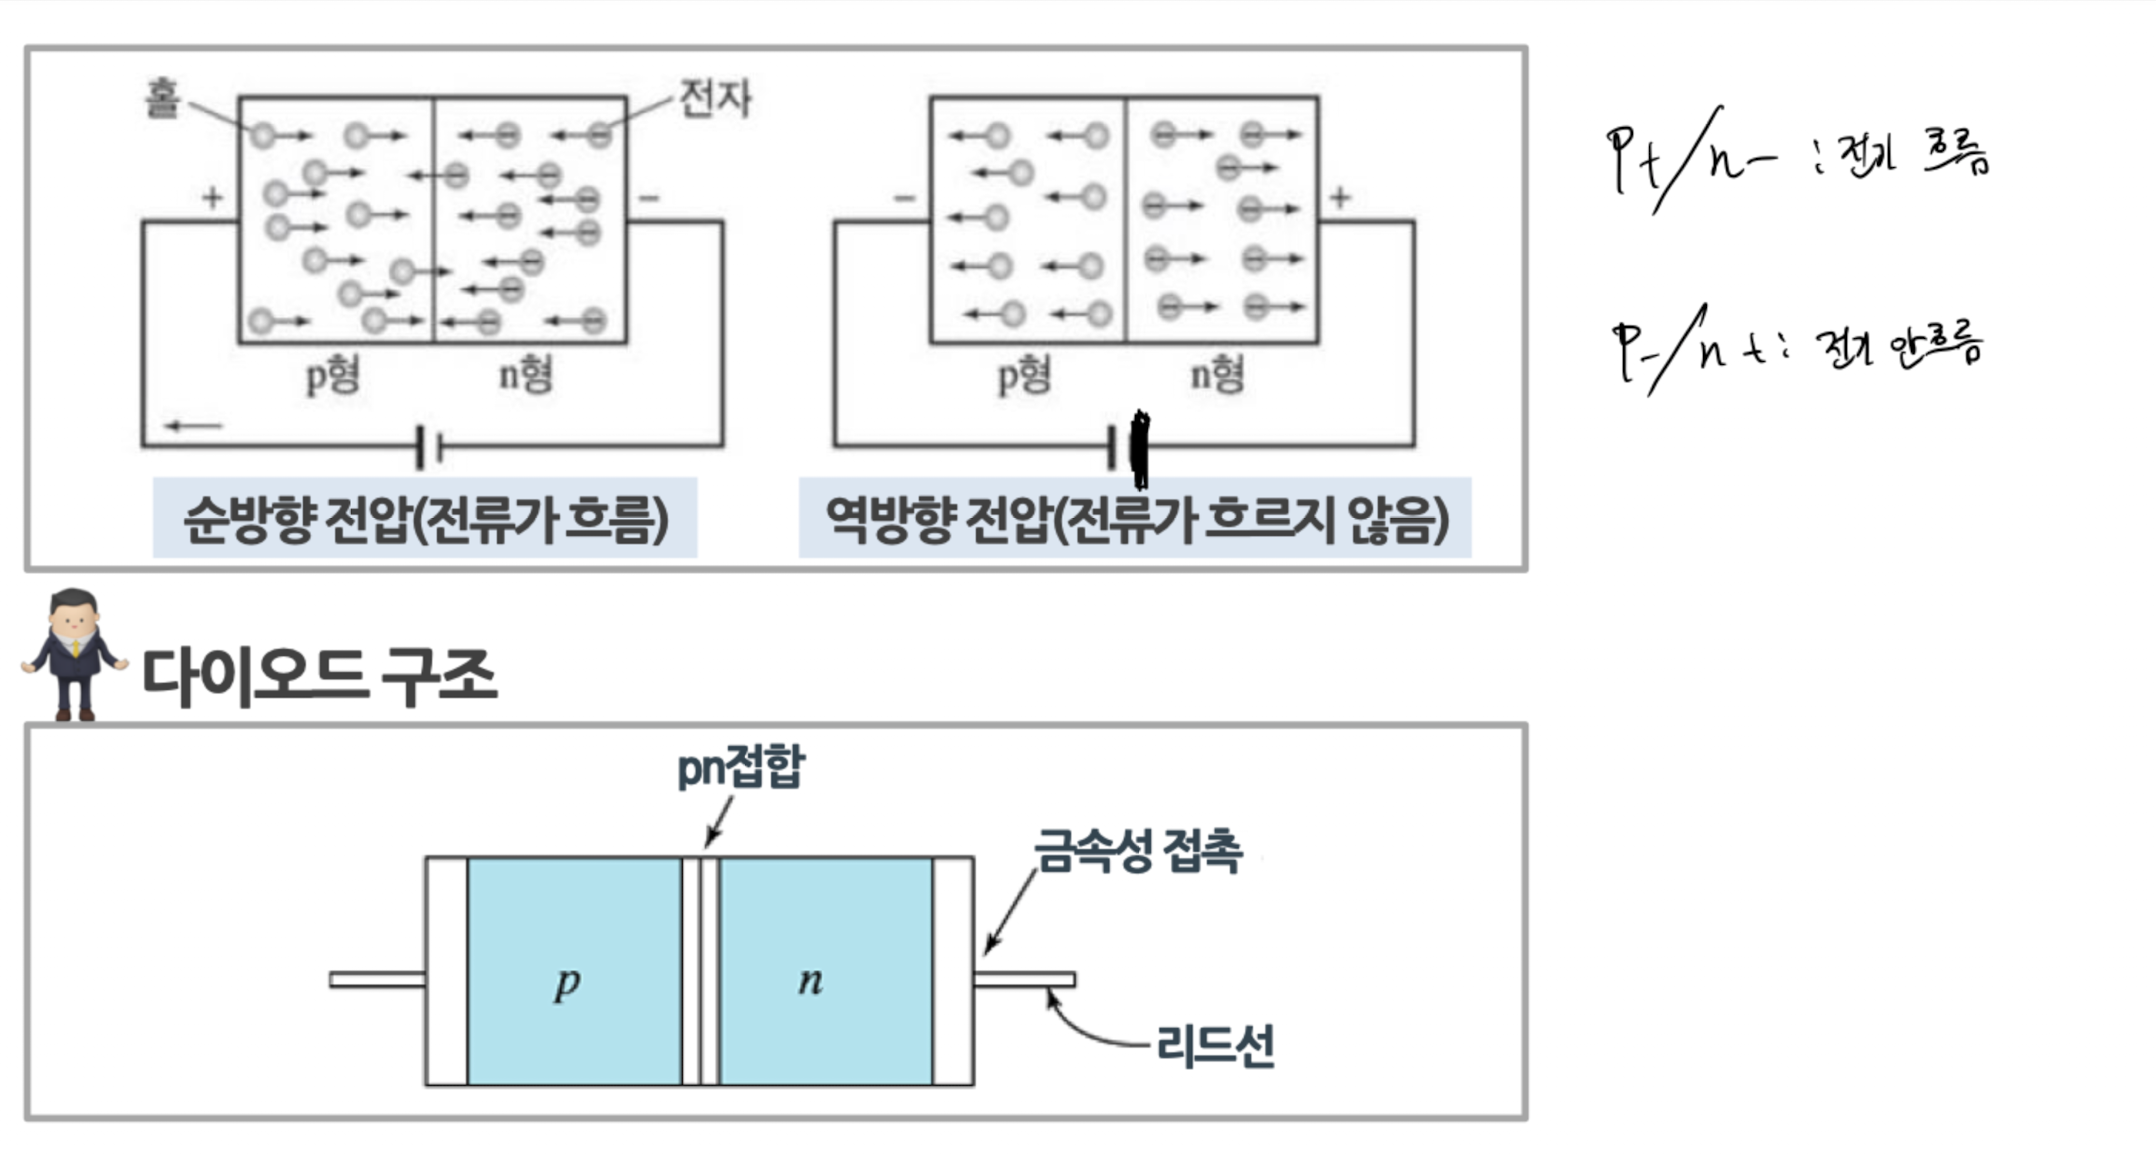 홀
전자
+
−
−
+
p형
n형
p형
n형
순방향 전압(전류가 흐름)
역방향 전압(전류가 흐르지 않음)
P+/n− : 전기 흐름
P-/n+ : 전기 안흐름
다이오드 구조
pn접합
금속성 접촉
p
n
리드선